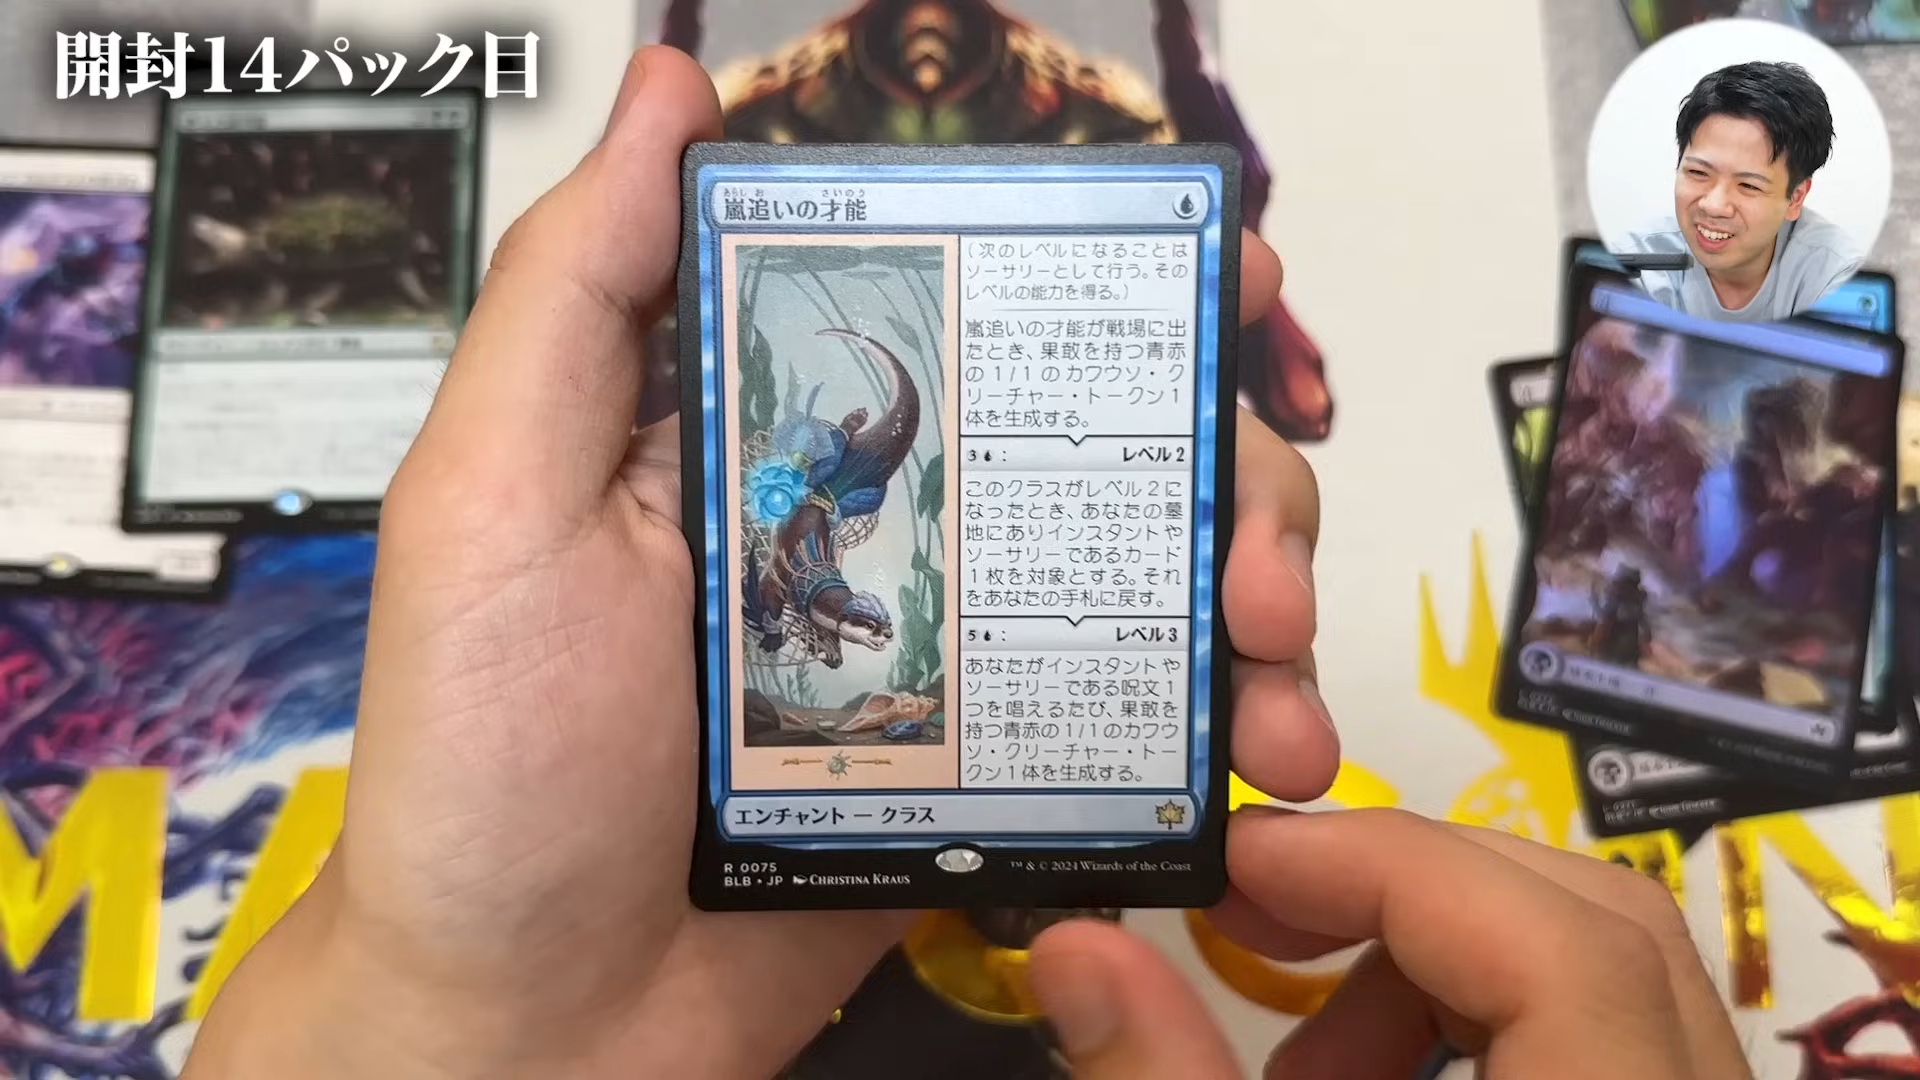 開封14パック目
あらし お さいのう
嵐追いの才能
(次のレベルになることは
ソーサリーとして行う。その
レベルの能力を得る。)
嵐追いの才能が戦場に出
たとき、果敢を持つ青赤
の1/1のカワウソ・ク
リーチャー・トークン1
体を生成する。
3 : レベル2
このクラスがレベル2に
なったとき、あなたの墓
地にありインスタントや
ソーサリーであるカード
1枚を対象とする。それ
をあなたの手札に戻す。
5 : レベル3
あなたがインスタントや
ソーサリーである呪文1
つを唱えるたび、果敢を
持つ青赤の1/1のカワウ
ソ・クリーチャー・トー
クン1体を生成する。
エンチャント — クラス
R 0075
BLB • JP CHRISTINA KRAUS
™ & © 2024 Wizards of the Coast